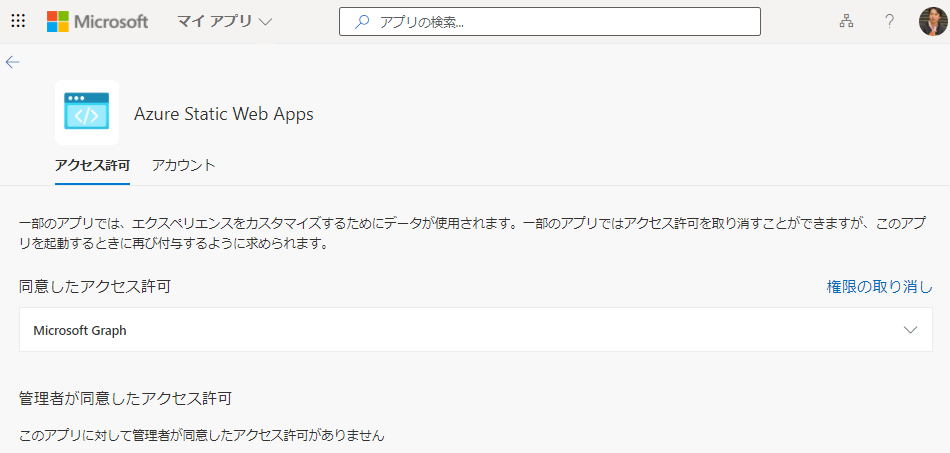 Microsoft マイ アプリ アプリの検索... ?
Azure Static Web Apps
アクセス許可 アカウント
一部のアプリでは、エクスペリエンスをカスタマイズするためにデータが使用されます。一部のアプリではアクセス許可を取り消すことができますが、このアプ
リを起動するときに再び付与するように求められます。
同意したアクセス許可 権限の取り消し
Microsoft Graph
管理者が同意したアクセス許可
このアプリに対して管理者が同意したアクセス許可がありません